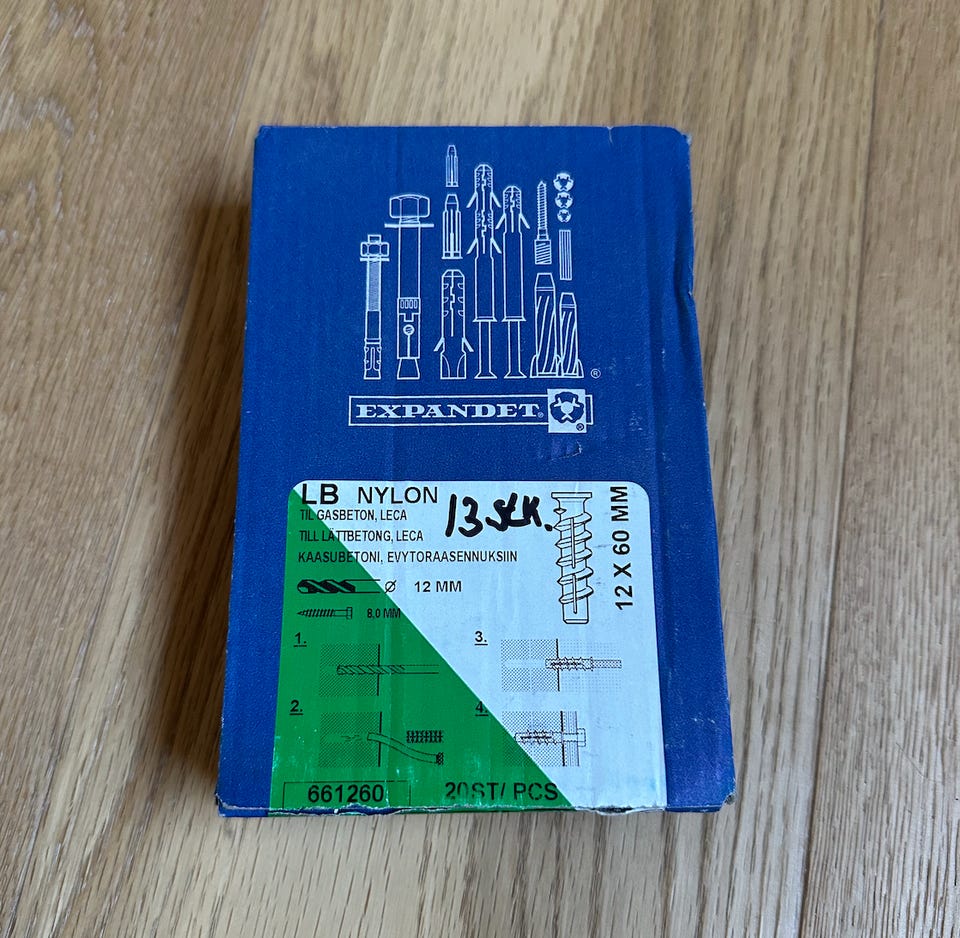 ®
EXPANDET®
®
LB NYLON
13 stk.
TIL GASBETON, LECA
TILL LÄTTBETONG, LECA
KAASUBETONI, EVYTORAASENNUKSIIN
Ø 12 MM
8,0 MM
12 X 60 MM
1.
3.
2.
4.
661260
20ST/ PCS